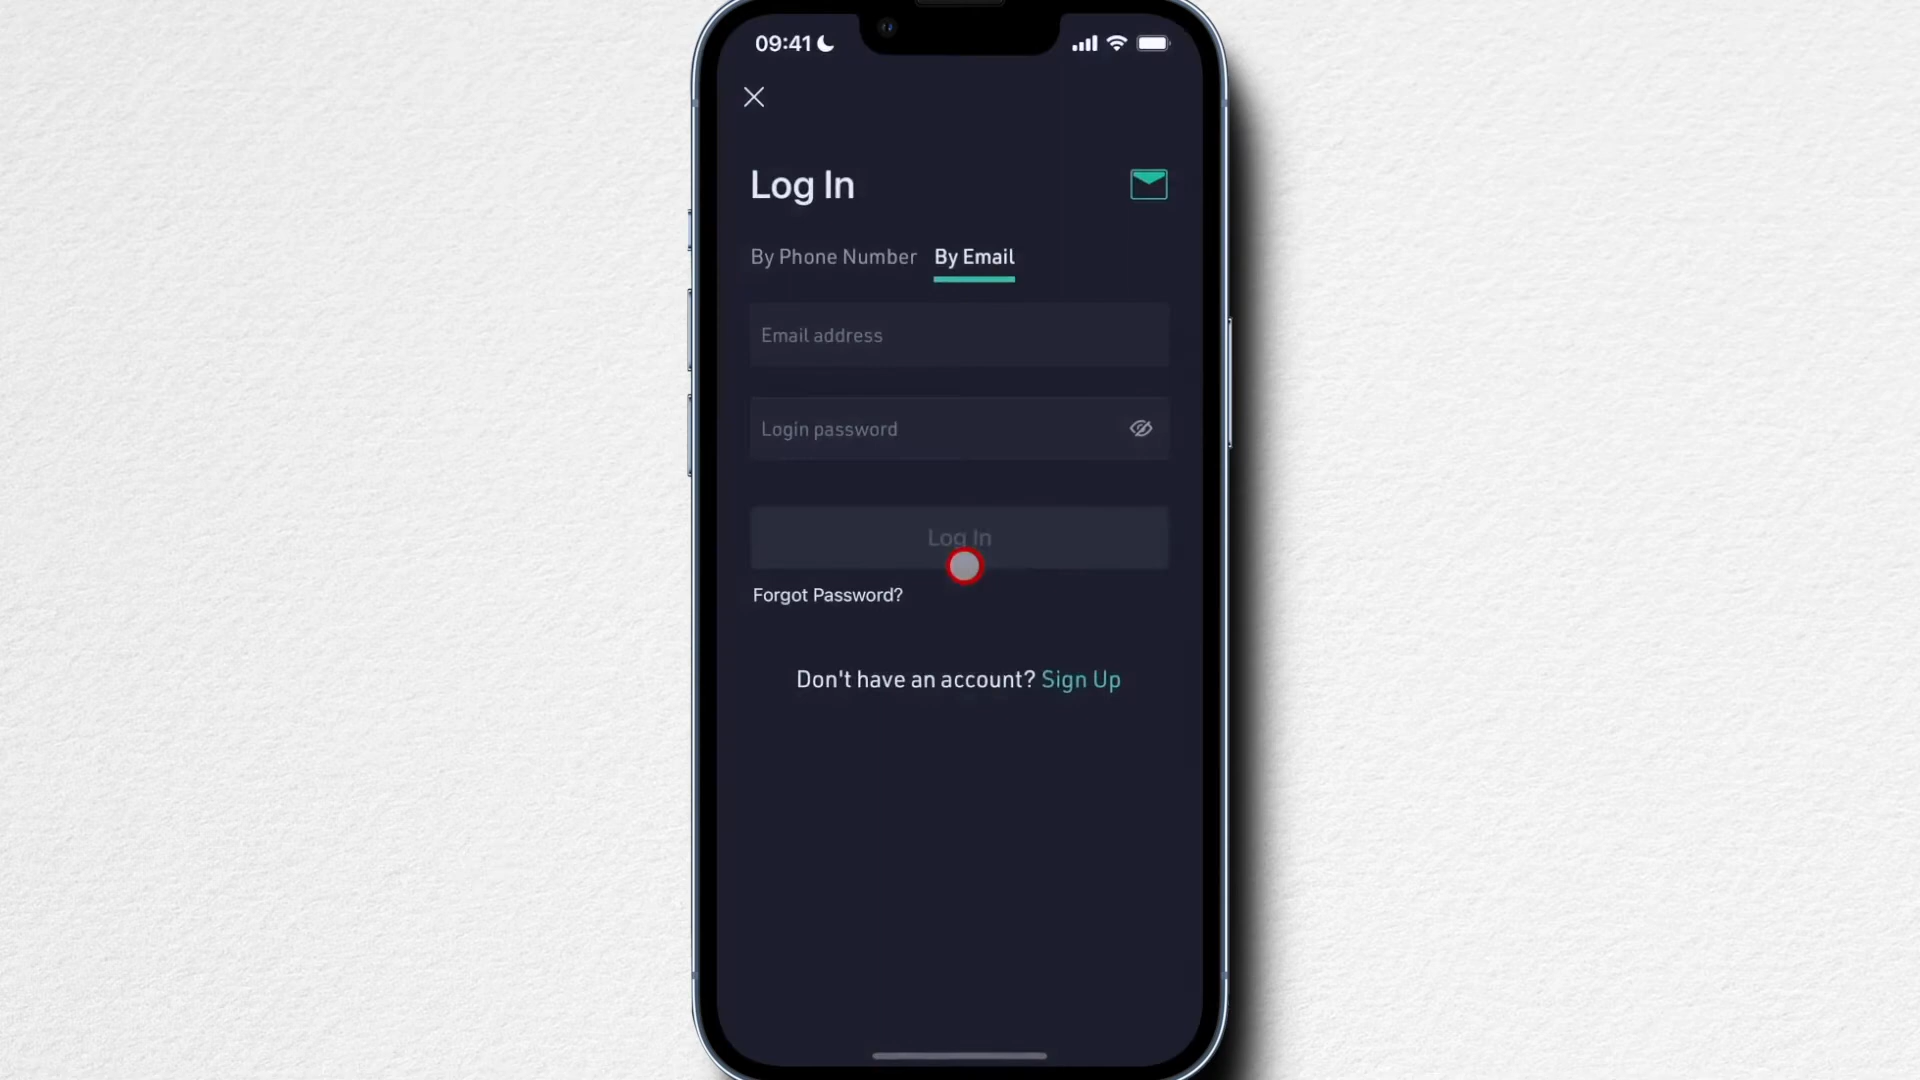 09:41
Log In
By Phone Number By Email
Email address
Login password
Log In
Forgot Password?
Don't have an account? Sign Up